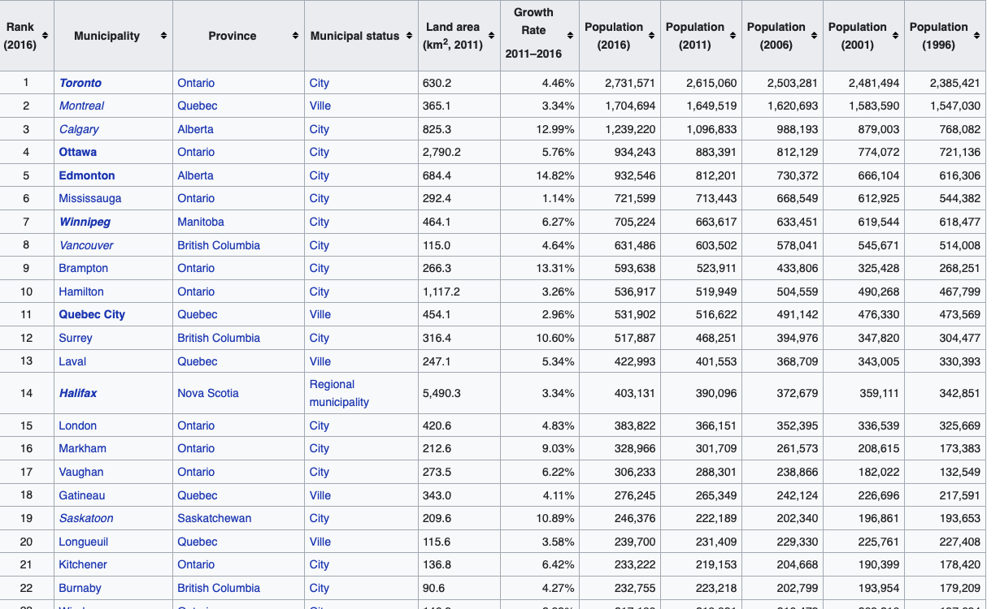 Rank (2016) Municipality Province Municipal status Land area (km², 2011) Growth Rate 2011–2016 Population (2016) Population (2011) Population (2006) Population (2001) Population (1996)
1 Toronto Ontario City 630.2 4.46% 2,731,571 2,615,060 2,503,281 2,481,494 2,385,421
2 Montreal Quebec Ville 365.1 3.34% 1,704,694 1,649,519 1,620,693 1,583,590 1,547,030
3 Calgary Alberta City 825.3 12.99% 1,239,220 1,096,833 988,193 879,003 768,082
4 Ottawa Ontario City 2,790.2 5.76% 934,243 883,391 812,129 774,072 721,136
5 Edmonton Alberta City 684.4 14.82% 932,546 812,201 730,372 666,104 616,306
6 Mississauga Ontario City 292.4 1.14% 721,599 713,443 668,549 612,925 544,382
7 Winnipeg Manitoba City 464.1 6.27% 705,224 663,617 633,451 619,544 618,477
8 Vancouver British Columbia City 115.0 4.64% 631,486 603,502 578,041 545,671 514,008
9 Brampton Ontario City 266.3 13.31% 593,638 523,911 433,806 325,428 268,251
10 Hamilton Ontario City 1,117.2 3.26% 536,917 519,949 504,559 490,268 467,799
11 Quebec City Quebec Ville 454.1 2.96% 531,902 516,622 491,142 476,330 473,569
12 Surrey British Columbia City 316.4 10.60% 517,887 468,251 394,976 347,820 304,477
13 Laval Quebec Ville 247.1 5.34% 422,993 401,553 368,709 343,005 330,393
14 Halifax Nova Scotia Regional municipality 5,490.3 3.34% 403,131 390,096 372,679 359,111 342,851
15 London Ontario City 420.6 4.83% 383,822 366,151 352,395 336,539 325,669
16 Markham Ontario City 212.6 9.03% 328,966 301,709 261,573 208,615 173,383
17 Vaughan Ontario City 273.5 6.22% 306,233 288,301 238,866 182,022 132,549
18 Gatineau Quebec Ville 343.0 4.11% 276,245 265,349 242,124 226,696 217,591
19 Saskatoon Saskatchewan City 209.6 10.89% 246,376 222,189 202,340 196,861 193,653
20 Longueuil Quebec Ville 115.6 3.58% 239,700 231,409 229,330 225,761 227,408
21 Kitchener Ontario City 136.8 6.42% 233,222 219,153 204,668 190,399 178,420
22 Burnaby British Columbia City 90.6 4.27% 232,755 223,218 202,799 193,954 179,209